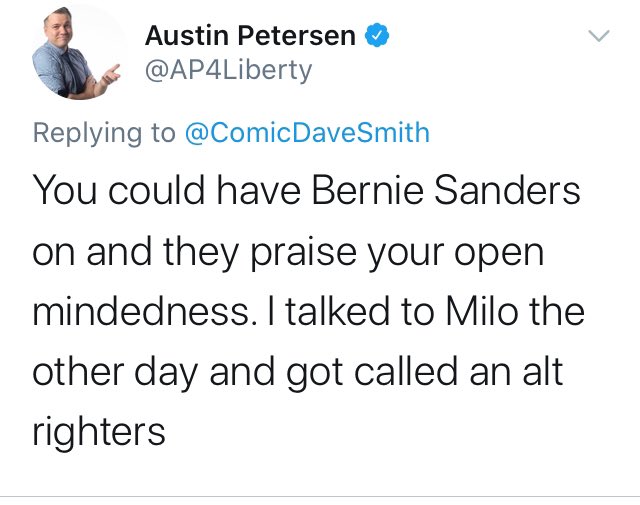 Austin Petersen
@AP4Liberty
Replying to @ComicDaveSmith
You could have Bernie Sanders
on and they praise your open
mindedness. I talked to Milo the
other day and got called an alt
righters